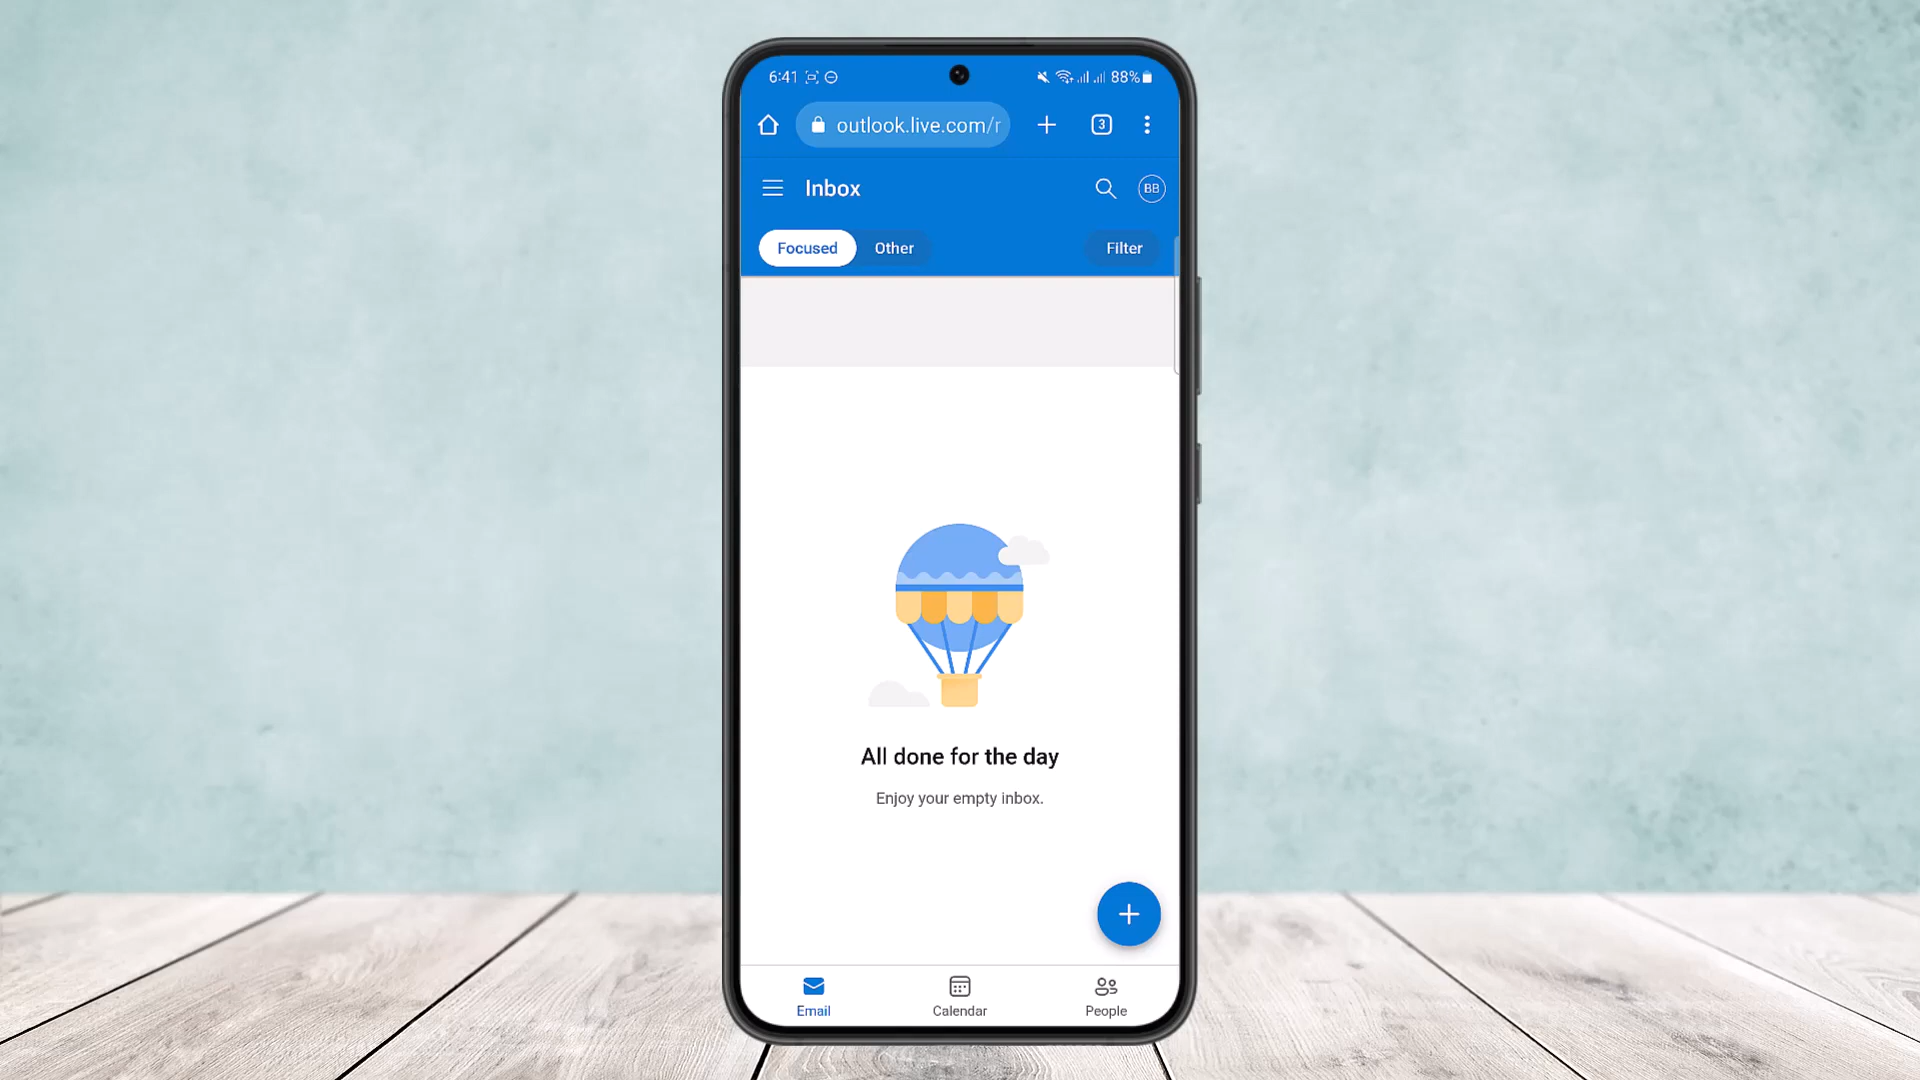 6:41 88%
outlook.live.com/r 3
Inbox BB
Focused Other Filter
All done for the day
Enjoy your empty inbox.
Email Calendar People